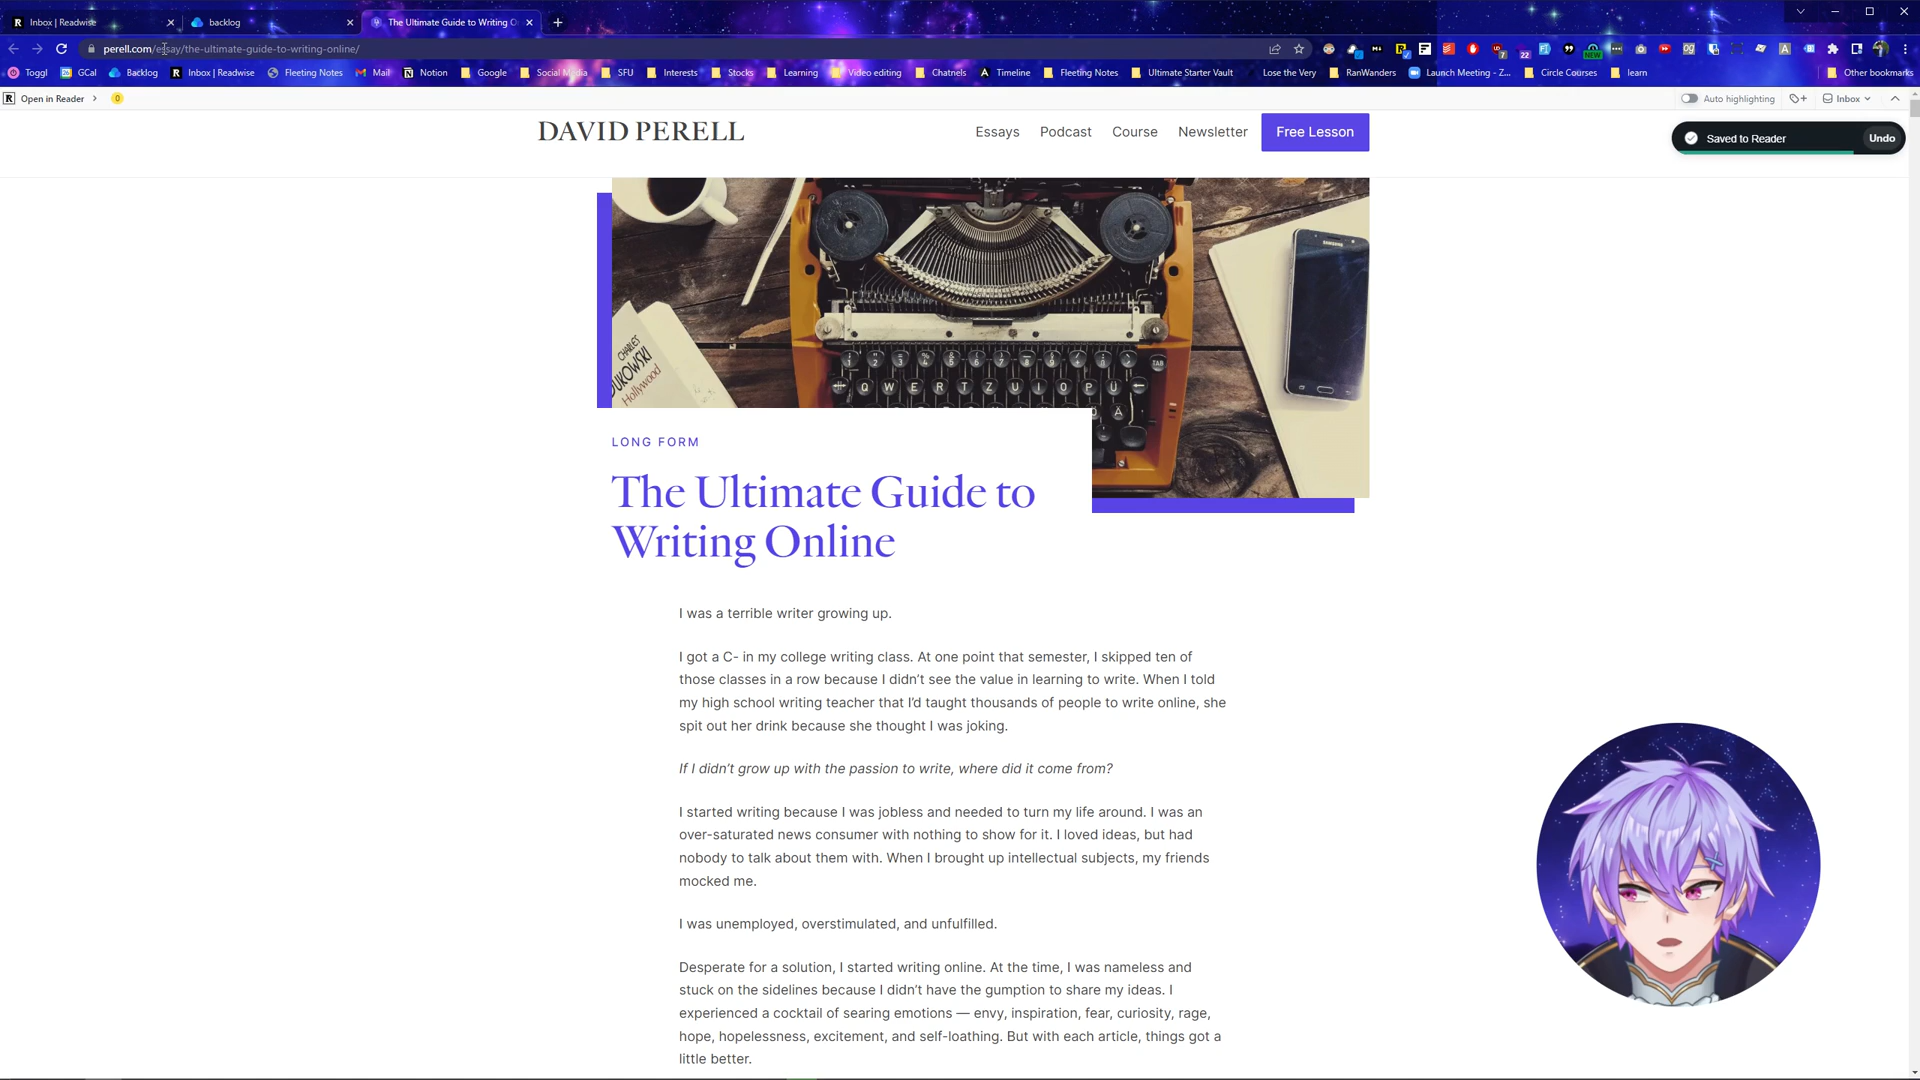 Inbox | Readwise
backlog
The Ultimate Guide to Writing O
perell.com/essay/the-ultimate-guide-to-writing-online/
Toggl
GCal
Backlog
Inbox | Readwise
Fleeting Notes
Mail
Notion
Google
Social Media
SFU
Interests
Stocks
Learning
Video editing
Chatnels
Timeline
Fleeting Notes
Ultimate Starter Vault
Lose the Very
RanWanders
Launch Meeting - Z...
Circle Courses
learn
Other bookmarks
Open in Reader
0
Auto highlighting
Inbox
DAVID PERELL
Essays
Podcast
Course
Newsletter
Free Lesson
Saved to Reader
Undo
SAMSUNG
CHARLES
BUKOWSKI
Hollywood
TAB
Q W E R T Z U I O P Ü
Ä
LONG FORM
The Ultimate Guide to
Writing Online
I was a terrible writer growing up.
I got a C- in my college writing class. At one point that semester, I skipped ten of
those classes in a row because I didn’t see the value in learning to write. When I told
my high school writing teacher that I’d taught thousands of people to write online, she
spit out her drink because she thought I was joking.
If I didn’t grow up with the passion to write, where did it come from?
I started writing because I was jobless and needed to turn my life around. I was an
over-saturated news consumer with nothing to show for it. I loved ideas, but had
nobody to talk about them with. When I brought up intellectual subjects, my friends
mocked me.
I was unemployed, overstimulated, and unfulfilled.
Desperate for a solution, I started writing online. At the time, I was nameless and
stuck on the sidelines because I didn’t have the gumption to share my ideas. I
experienced a cocktail of searing emotions — envy, inspiration, fear, curiosity, rage,
hope, hopelessness, excitement, and self-loathing. But with each article, things got a
little better.